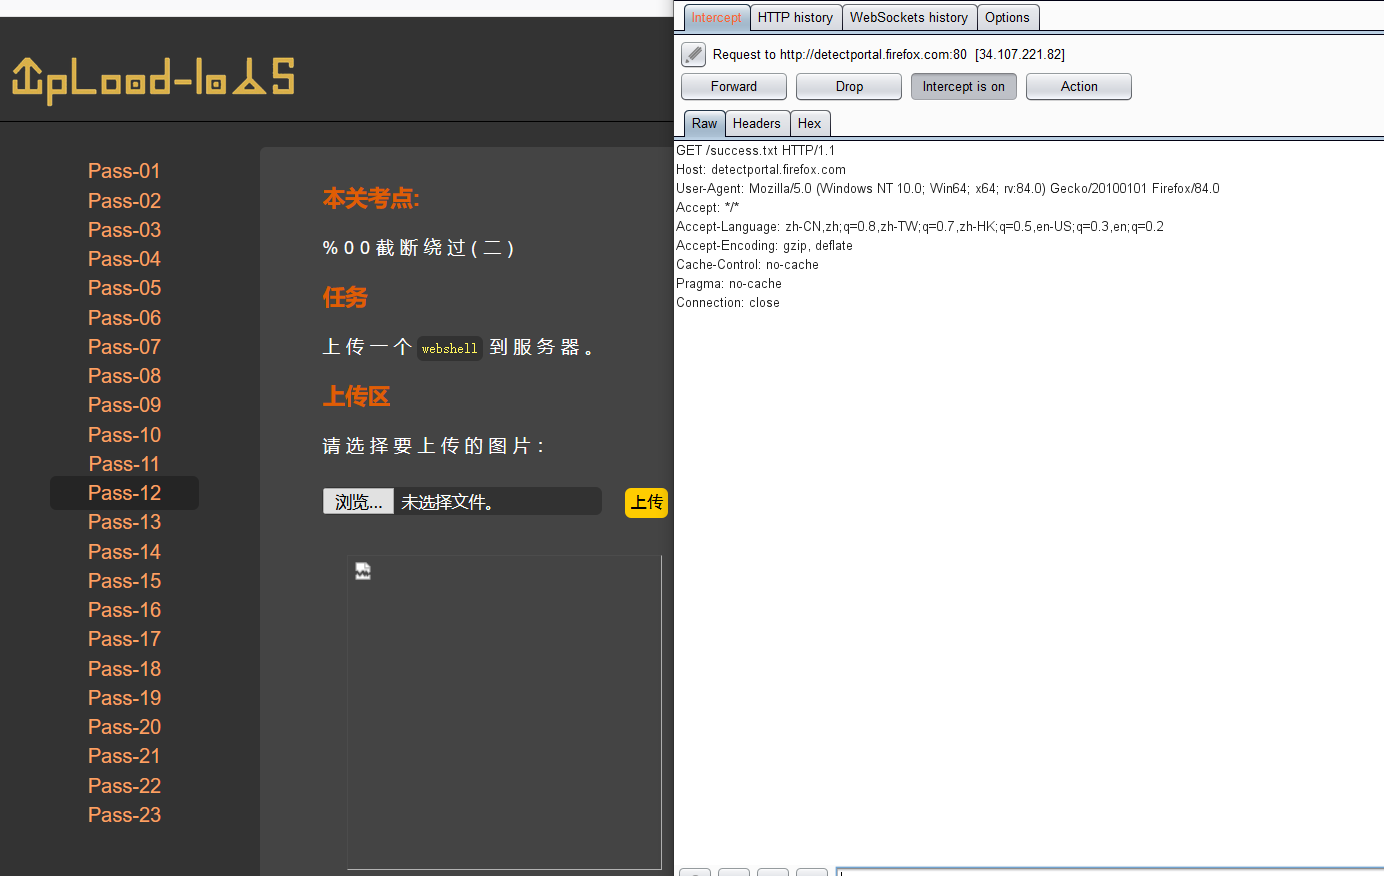 UpLoad-labs
Pass-01
Pass-02
Pass-03
Pass-04
Pass-05
Pass-06
Pass-07
Pass-08
Pass-09
Pass-10
Pass-11
Pass-12
Pass-13
Pass-14
Pass-15
Pass-16
Pass-17
Pass-18
Pass-19
Pass-20
Pass-21
Pass-22
Pass-23
本关考点:
%00截断绕过(二)
任务
上传一个 webshell 到服务器。
上传区
请选择要上传的图片：
浏览... 未选择文件。 上传
Intercept HTTP history WebSockets history Options
Request to http://detectportal.firefox.com:80 [34.107.221.82]
Forward Drop Intercept is on Action
Raw Headers Hex
GET /success.txt HTTP/1.1
Host: detectportal.firefox.com
User-Agent: Mozilla/5.0 (Windows NT 10.0; Win64; x64; rv:84.0) Gecko/20100101 Firefox/84.0
Accept: */*
Accept-Language: zh-CN,zh;q=0.8,zh-TW;q=0.7,zh-HK;q=0.5,en-US;q=0.3,en;q=0.2
Accept-Encoding: gzip, deflate
Cache-Control: no-cache
Pragma: no-cache
Connection: close